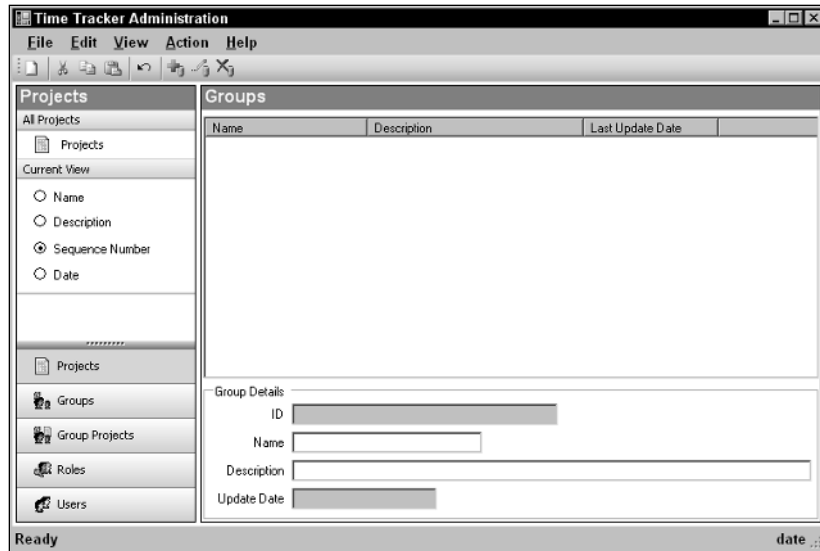 Time Tracker Administration
File Edit View Action Help
Projects
All Projects
Projects
Current View
Name
Description
Sequence Number
Date
Projects
Groups
Group Projects
Roles
Users
Groups
Name Description Last Update Date
Group Details
ID
Name
Description
Update Date
Ready date